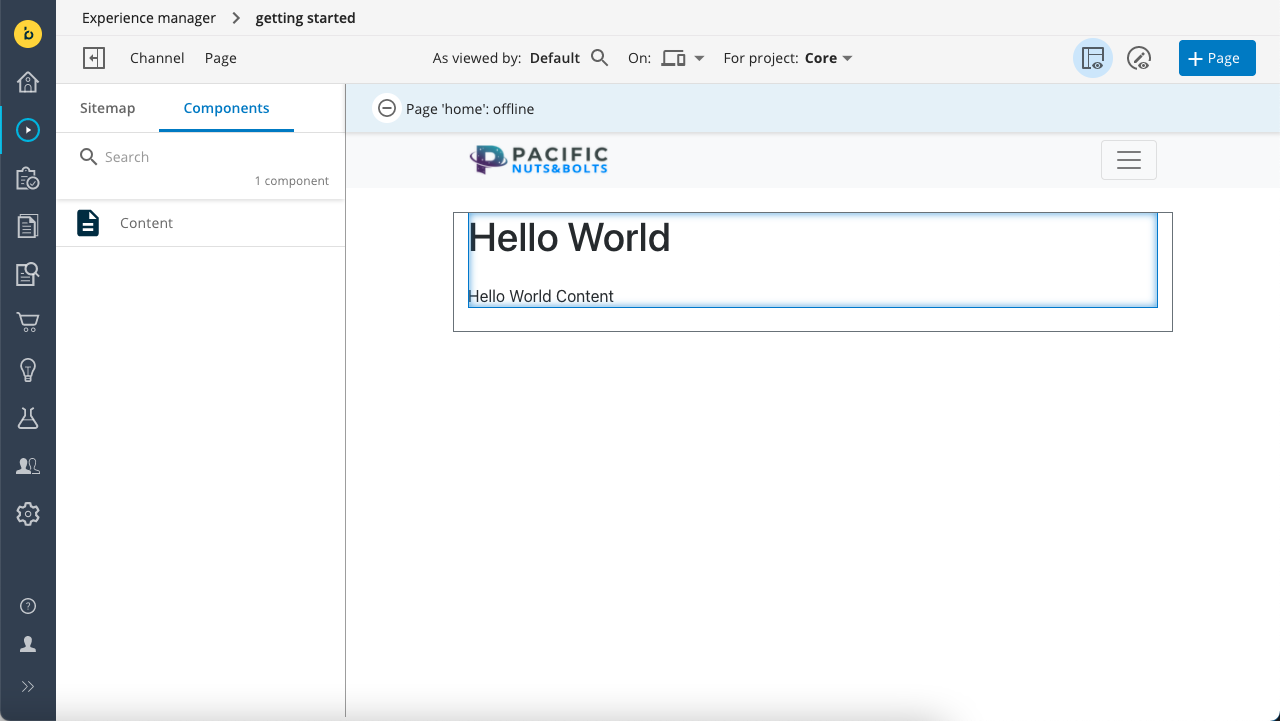 Experience manager getting started
Channel Page As viewed by: Default On: For project: Core Page
Sitemap Components
Page 'home': offline
Search
1 component
Content
PACIFIC
NUTS&BOLTS
Hello World
Hello World Content